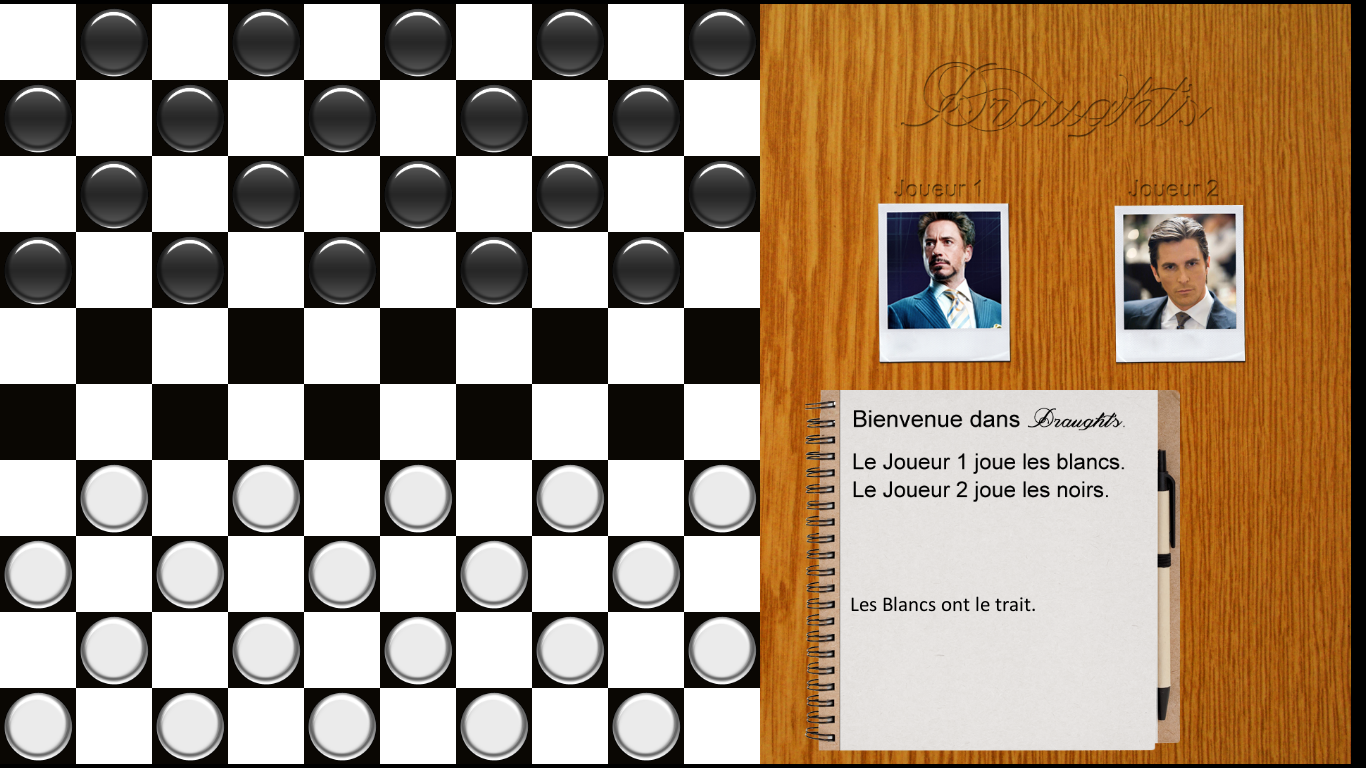 Draughts
Joueur 1
Joueur 2
Bienvenue dans Draughts.
Le Joueur 1 joue les blancs.
Le Joueur 2 joue les noirs.
Les Blancs ont le trait.